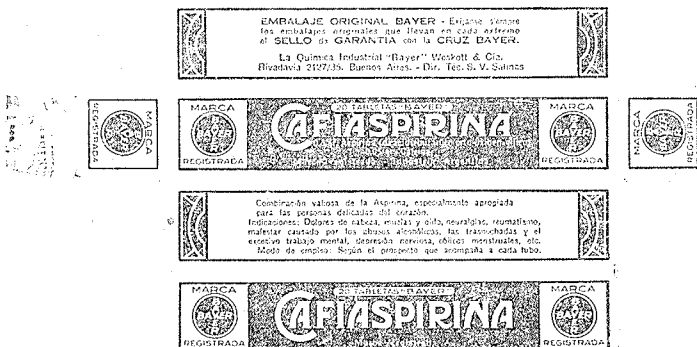 EMBALAJE ORIGINAL BAYER - Exíjanse siempre
los embalajes originales que llevan en cada extremo
el SELLO de GARANTIA con la CRUZ BAYER.
La Química Industrial "Bayer" Weskott & Cía.
Rivadavia 2127/35. Buenos Aires. - Dir. Téc. S. V. Salinas
MARCA
BAYER
REGISTRADA
MARCA
BAYER
REGISTRADA
20 TABLETAS "BAYER"
CAFIASPIRINA
MARCA
BAYER
REGISTRADA
MARCA
BAYER
REGISTRADA
Combinación valiosa de la Aspirina, especialmente apropiada
para las personas delicadas del corazón.
Indicaciones: Dolores de cabeza, muelas y oído, neuralgias, reumatismo,
malestar causado por los abusos alcohólicos, las trasnochadas y el
excesivo trabajo mental, depresión nerviosa, cólicos menstruales, etc.
Modo de empleo: Según el prospecto que acompaña a cada tubo.
MARCA
BAYER
REGISTRADA
20 TABLETAS "BAYER"
CAFIASPIRINA
MARCA
BAYER
REGISTRADA